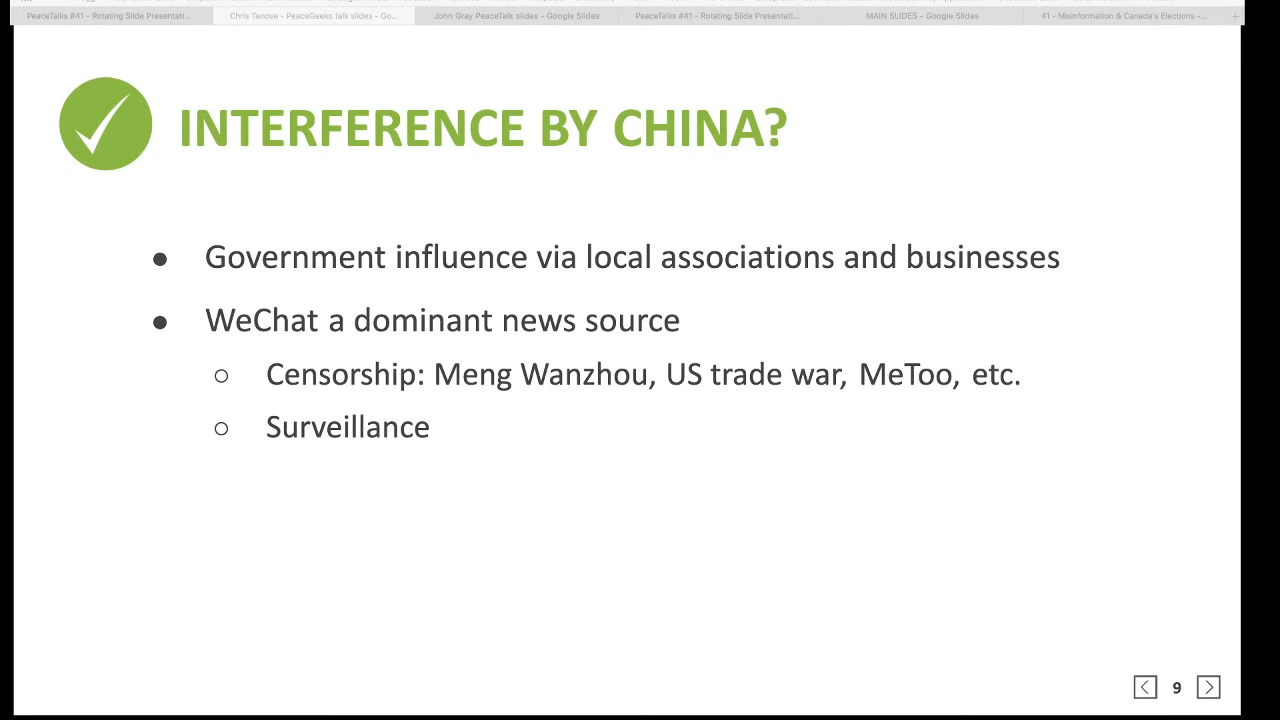 PeaceTalks #41 - Rotating Slide Presentati...
Chris Tenove - PeaceGeeks talk slides - Go...
John Gray PeaceTalk slides - Google Slides
PeaceTalks #41 - Rotating Slide Presentati...
MAIN SLIDES - Google Slides
41 - Misinformation & Canada's Elections -...
INTERFERENCE BY CHINA?
● Government influence via local associations and businesses
● WeChat a dominant news source
○ Censorship: Meng Wanzhou, US trade war, MeToo, etc.
○ Surveillance
9